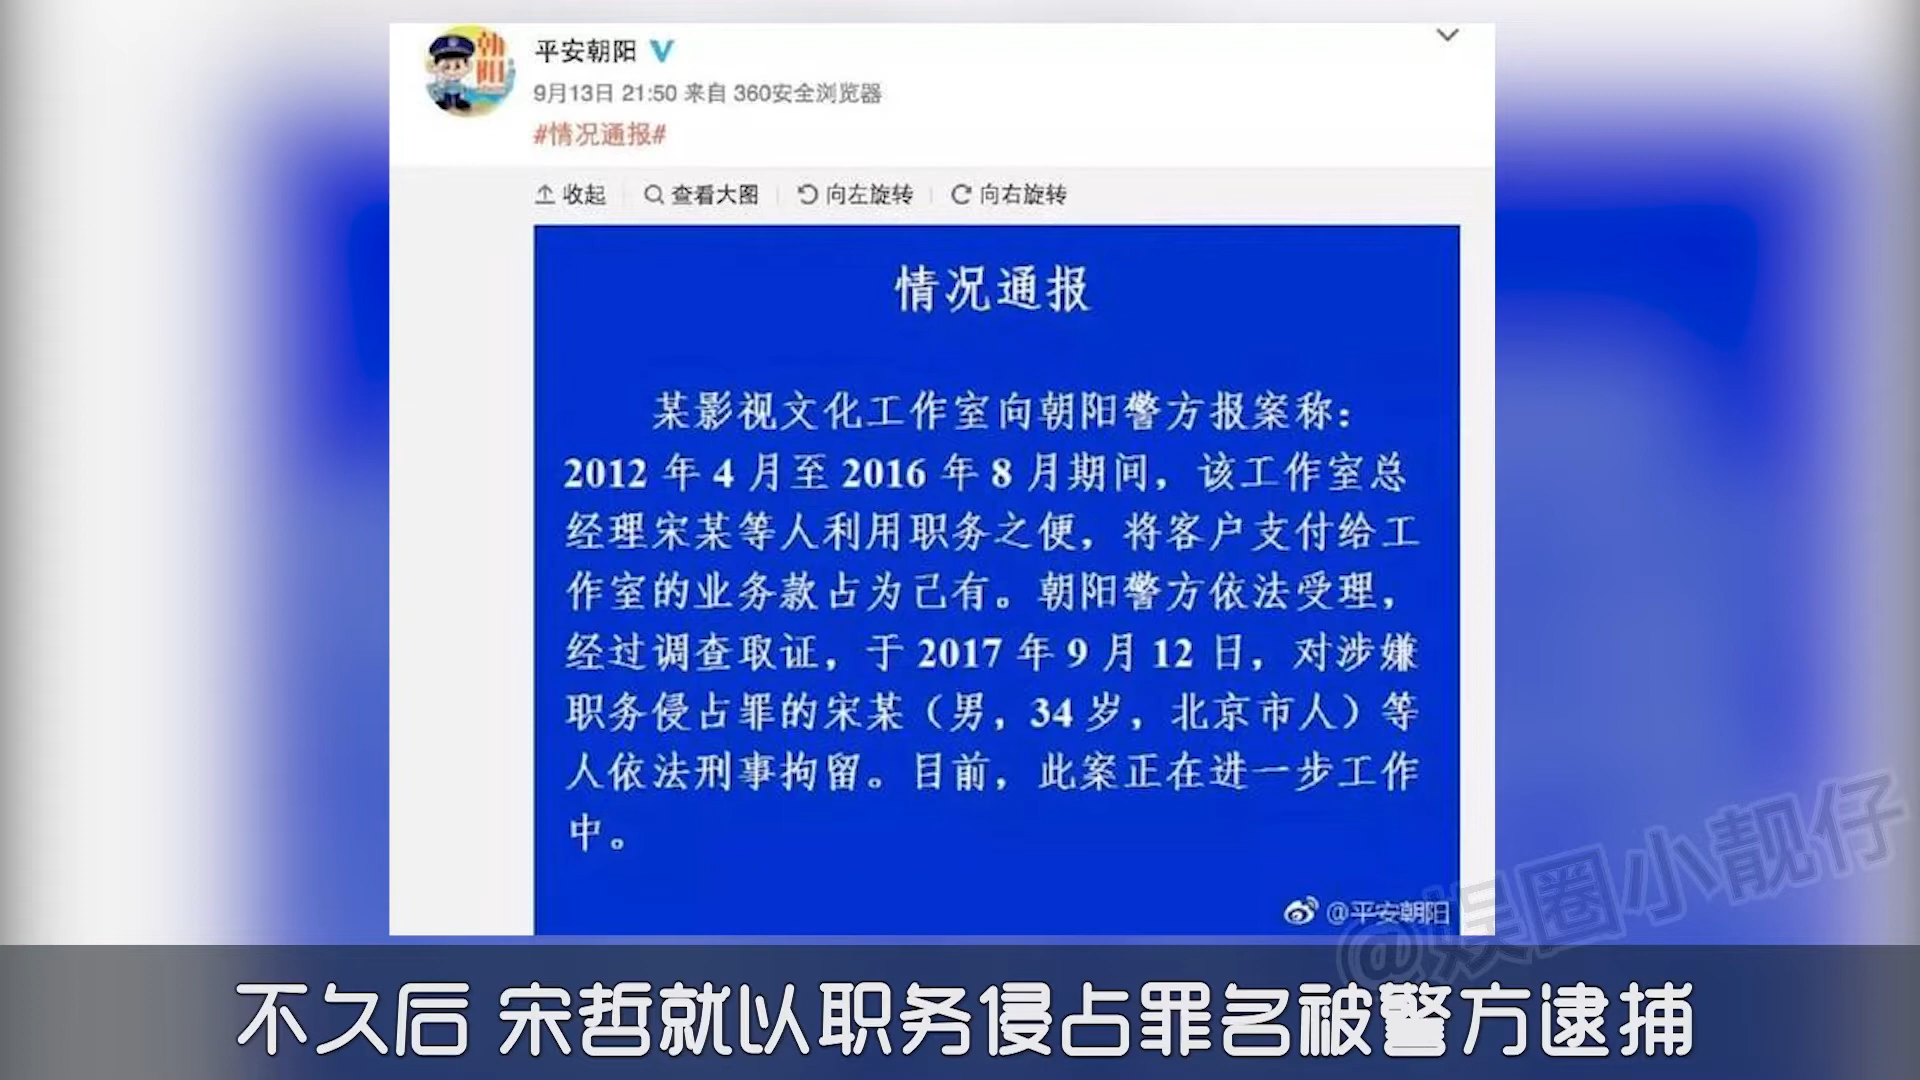 朝
阳
平安朝阳
9月13日 21:50 来自 360安全浏览器
#情况通报#
收起 查看大图 向左旋转 向右旋转
情况通报
某影视文化工作室向朝阳警方报案称：
2012 年 4 月至 2016 年 8 月期间，该工作室总
经理宋某等人利用职务之便，将客户支付给工
作室的业务款占为己有。朝阳警方依法受理，
经过调查取证，于 2017 年 9 月 12 日，对涉嫌
职务侵占罪的宋某（男，34 岁，北京市人）等
人依法刑事拘留。目前，此案正在进一步工作
中。
@平安朝阳
@娱圈小靓仔
不久后 宋哲就以职务侵占罪名被警方逮捕